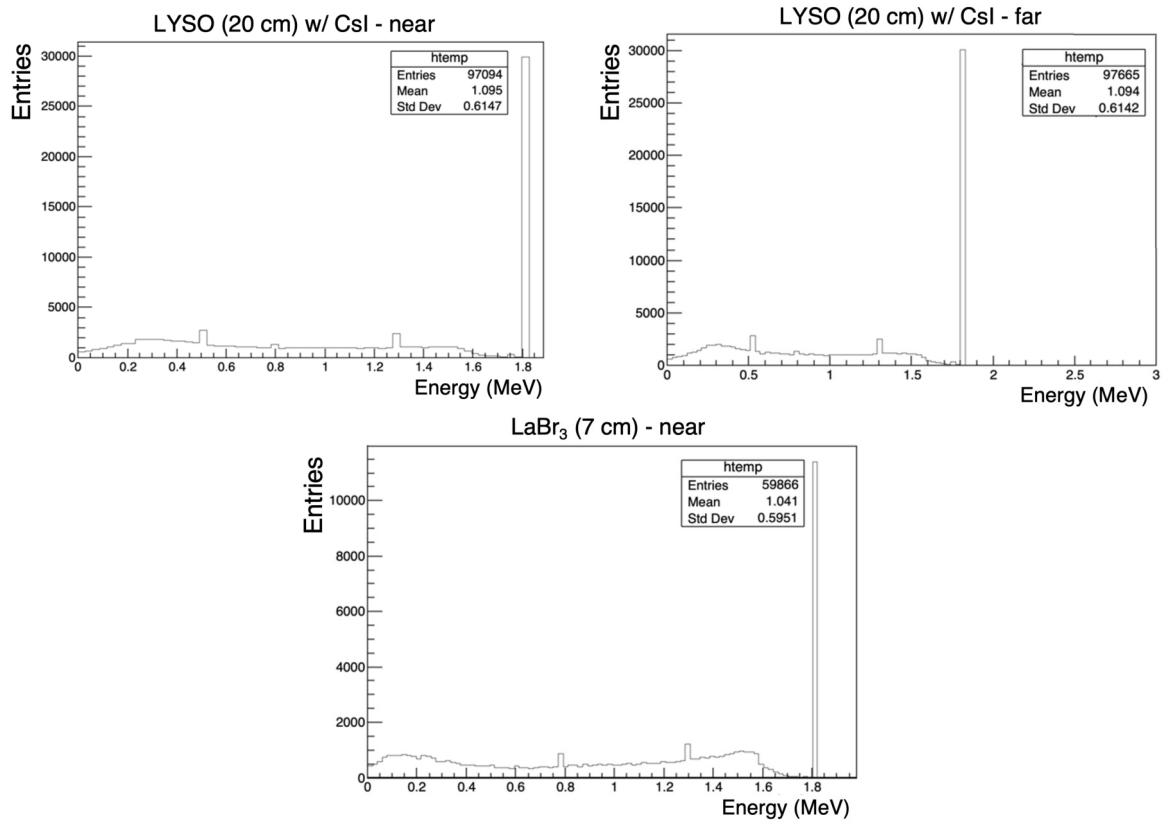 LYSO (20 cm) w/ CsI - near
Entries
30000
25000
20000
15000
10000
5000
0
htemp
Entries 97094
Mean 1.095
Std Dev 0.6147
0 0.2 0.4 0.6 0.8 1 1.2 1.4 1.6 1.8
Energy (MeV)
LYSO (20 cm) w/ CsI - far
Entries
30000
25000
20000
15000
10000
5000
0
htemp
Entries 97665
Mean 1.094
Std Dev 0.6142
0 0.5 1 1.5 2 2.5 3
Energy (MeV)
LaBr₃ (7 cm) - near
Entries
10000
8000
6000
4000
2000
0
htemp
Entries 59866
Mean 1.041
Std Dev 0.5951
0 0.2 0.4 0.6 0.8 1 1.2 1.4 1.6 1.8
Energy (MeV)